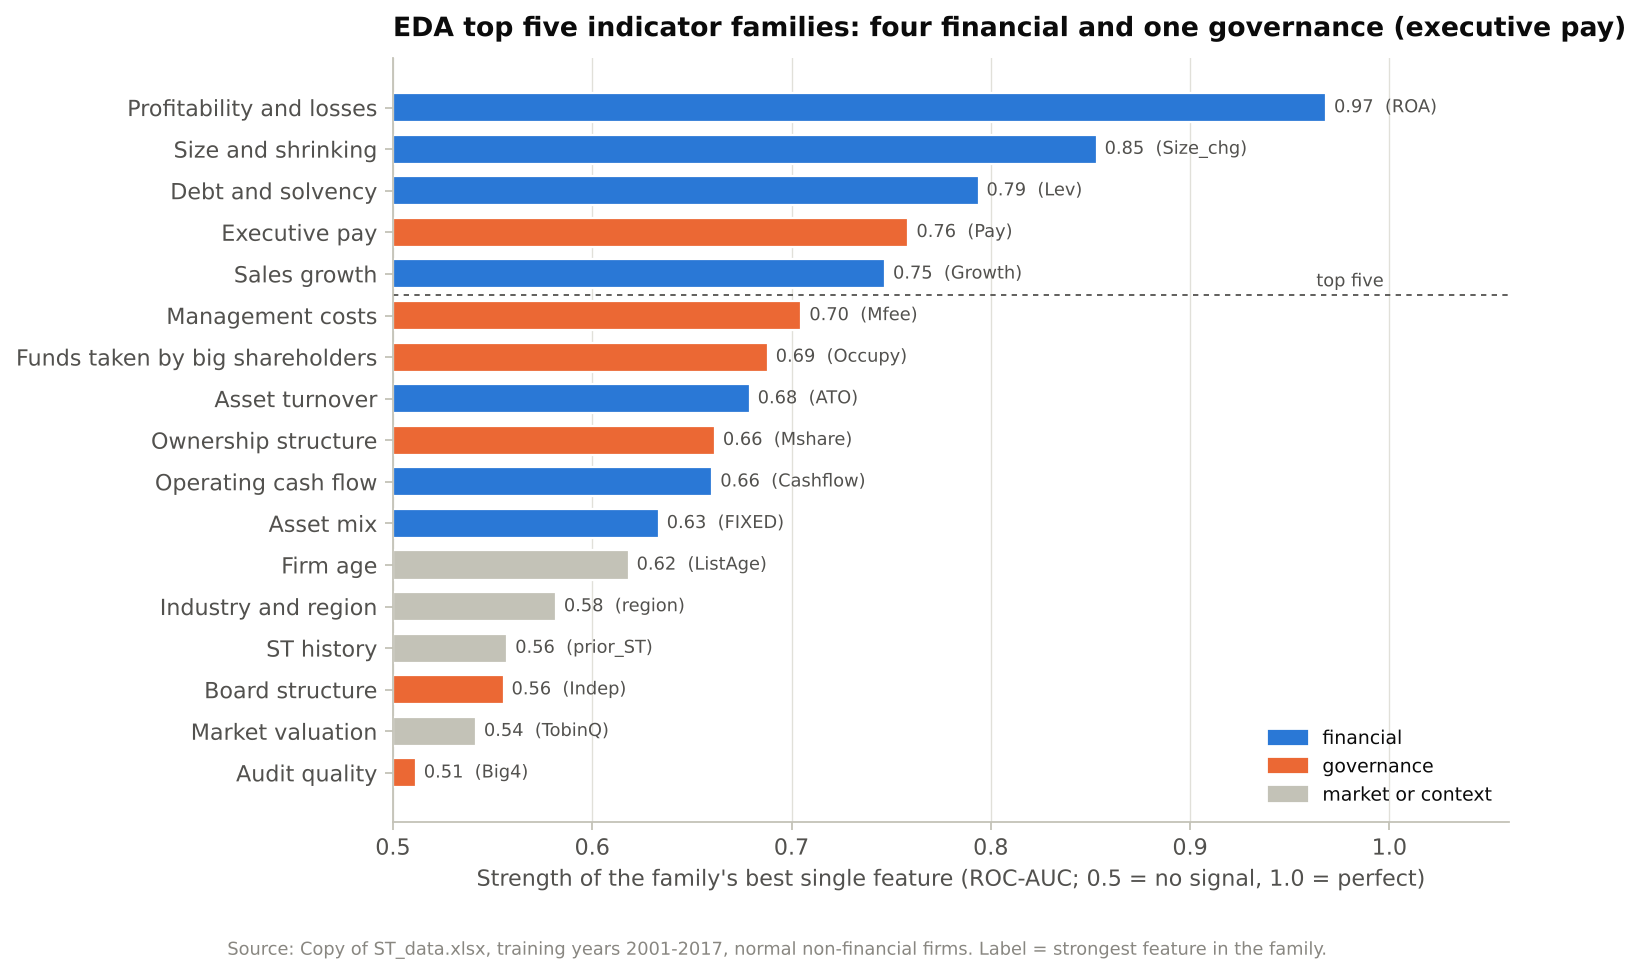 EDA top five indicator families: four financial and one governance (executive pay)
Profitability and losses 0.97 (ROA)
Size and shrinking 0.85 (Size_chg)
Debt and solvency 0.79 (Lev)
Executive pay 0.76 (Pay)
Sales growth 0.75 (Growth)
top five
Management costs 0.70 (Mfee)
Funds taken by big shareholders 0.69 (Occupy)
Asset turnover 0.68 (ATO)
Ownership structure 0.66 (Mshare)
Operating cash flow 0.66 (Cashflow)
Asset mix 0.63 (FIXED)
Firm age 0.62 (ListAge)
Industry and region 0.58 (region)
ST history 0.56 (prior_ST)
Board structure 0.56 (Indep)
Market valuation 0.54 (TobinQ)
Audit quality 0.51 (Big4)
financial
governance
market or context
0.5 0.6 0.7 0.8 0.9 1.0
Strength of the family's best single feature (ROC-AUC; 0.5 = no signal, 1.0 = perfect)
Source: Copy of ST_data.xlsx, training years 2001-2017, normal non-financial firms. Label = strongest feature in the family.